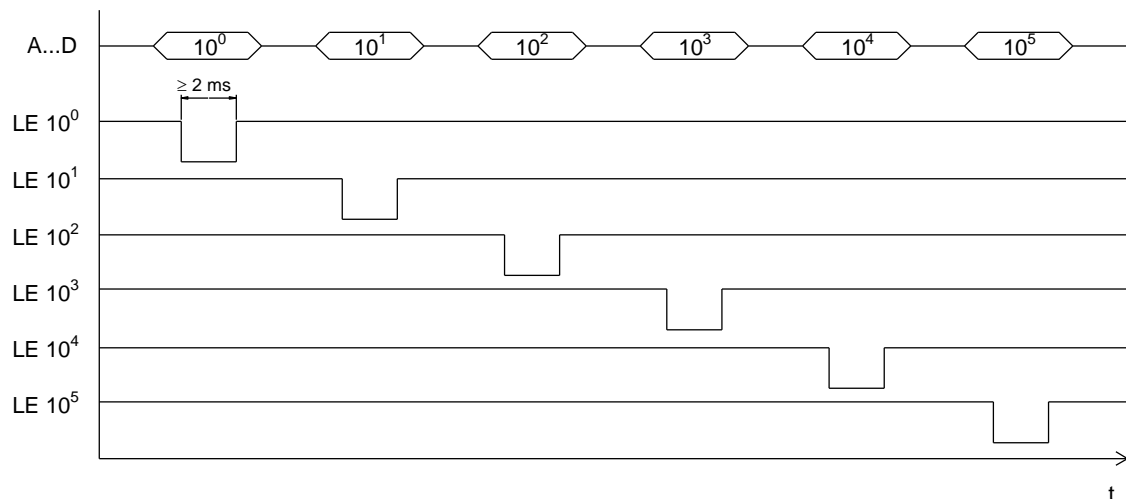 A...D 10⁰ 10¹ 10² 10³ 10⁴ 10⁵
≥ 2 ms
LE 10⁰
LE 10¹
LE 10²
LE 10³
LE 10⁴
LE 10⁵
t